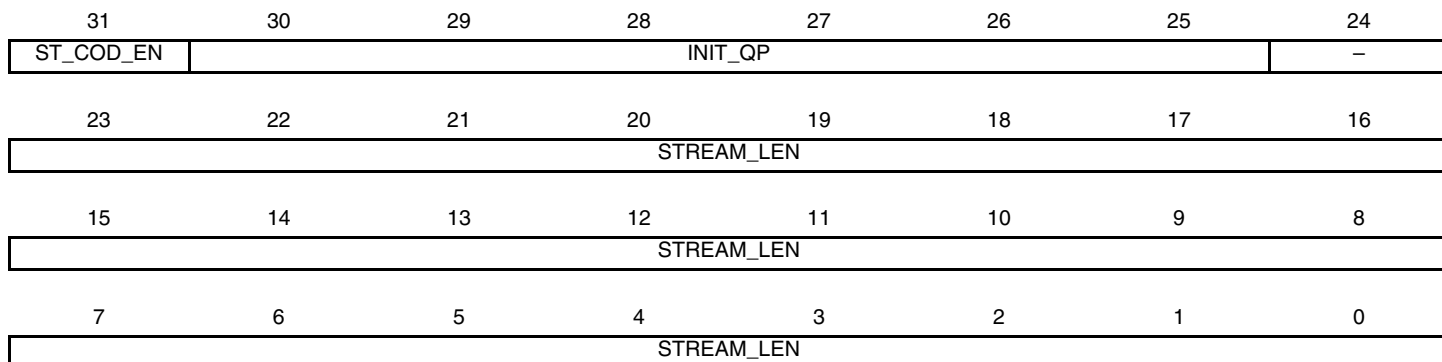 31 30 29 28 27 26 25 24
ST_COD_EN INIT_QP –
23 22 21 20 19 18 17 16
STREAM_LEN
15 14 13 12 11 10 9 8
STREAM_LEN
7 6 5 4 3 2 1 0
STREAM_LEN